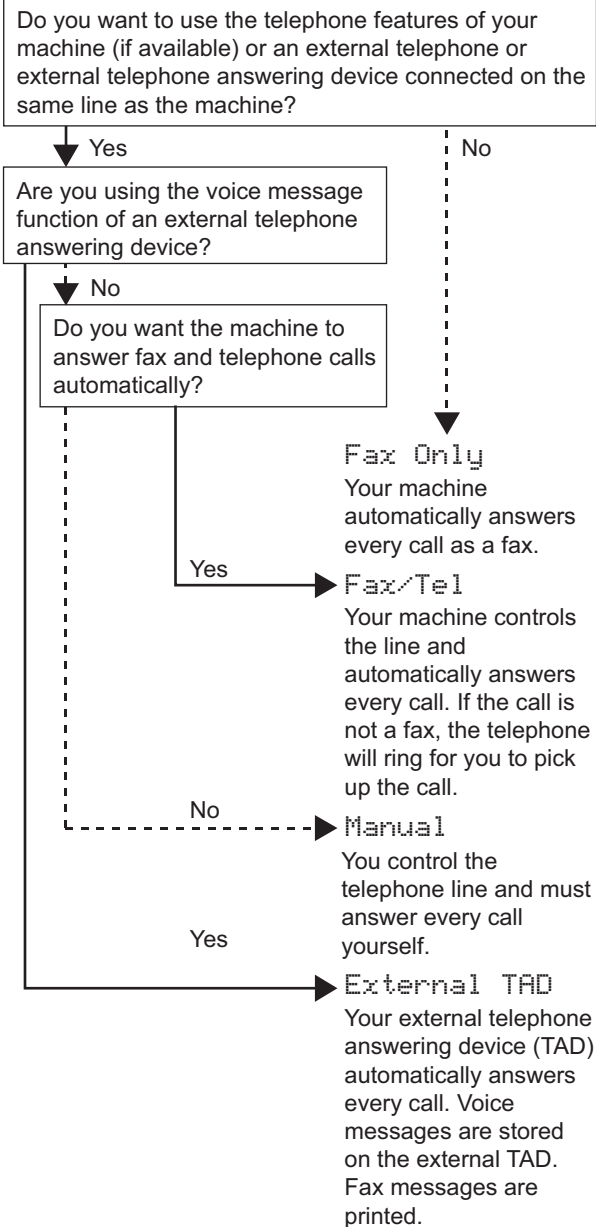 Do you want to use the telephone features of your
machine (if available) or an external telephone or
external telephone answering device connected on the
same line as the machine?
Yes
No
Are you using the voice message
function of an external telephone
answering device?
No
Do you want the machine to
answer fax and telephone calls
automatically?
Fax Only
Your machine
automatically answers
every call as a fax.
Yes
Fax/Tel
Your machine controls
the line and
automatically answers
every call. If the call is
not a fax, the telephone
will ring for you to pick
up the call.
No
Manual
You control the
telephone line and must
answer every call
yourself.
Yes
External TAD
Your external telephone
answering device (TAD)
automatically answers
every call. Voice
messages are stored
on the external TAD.
Fax messages are
printed.